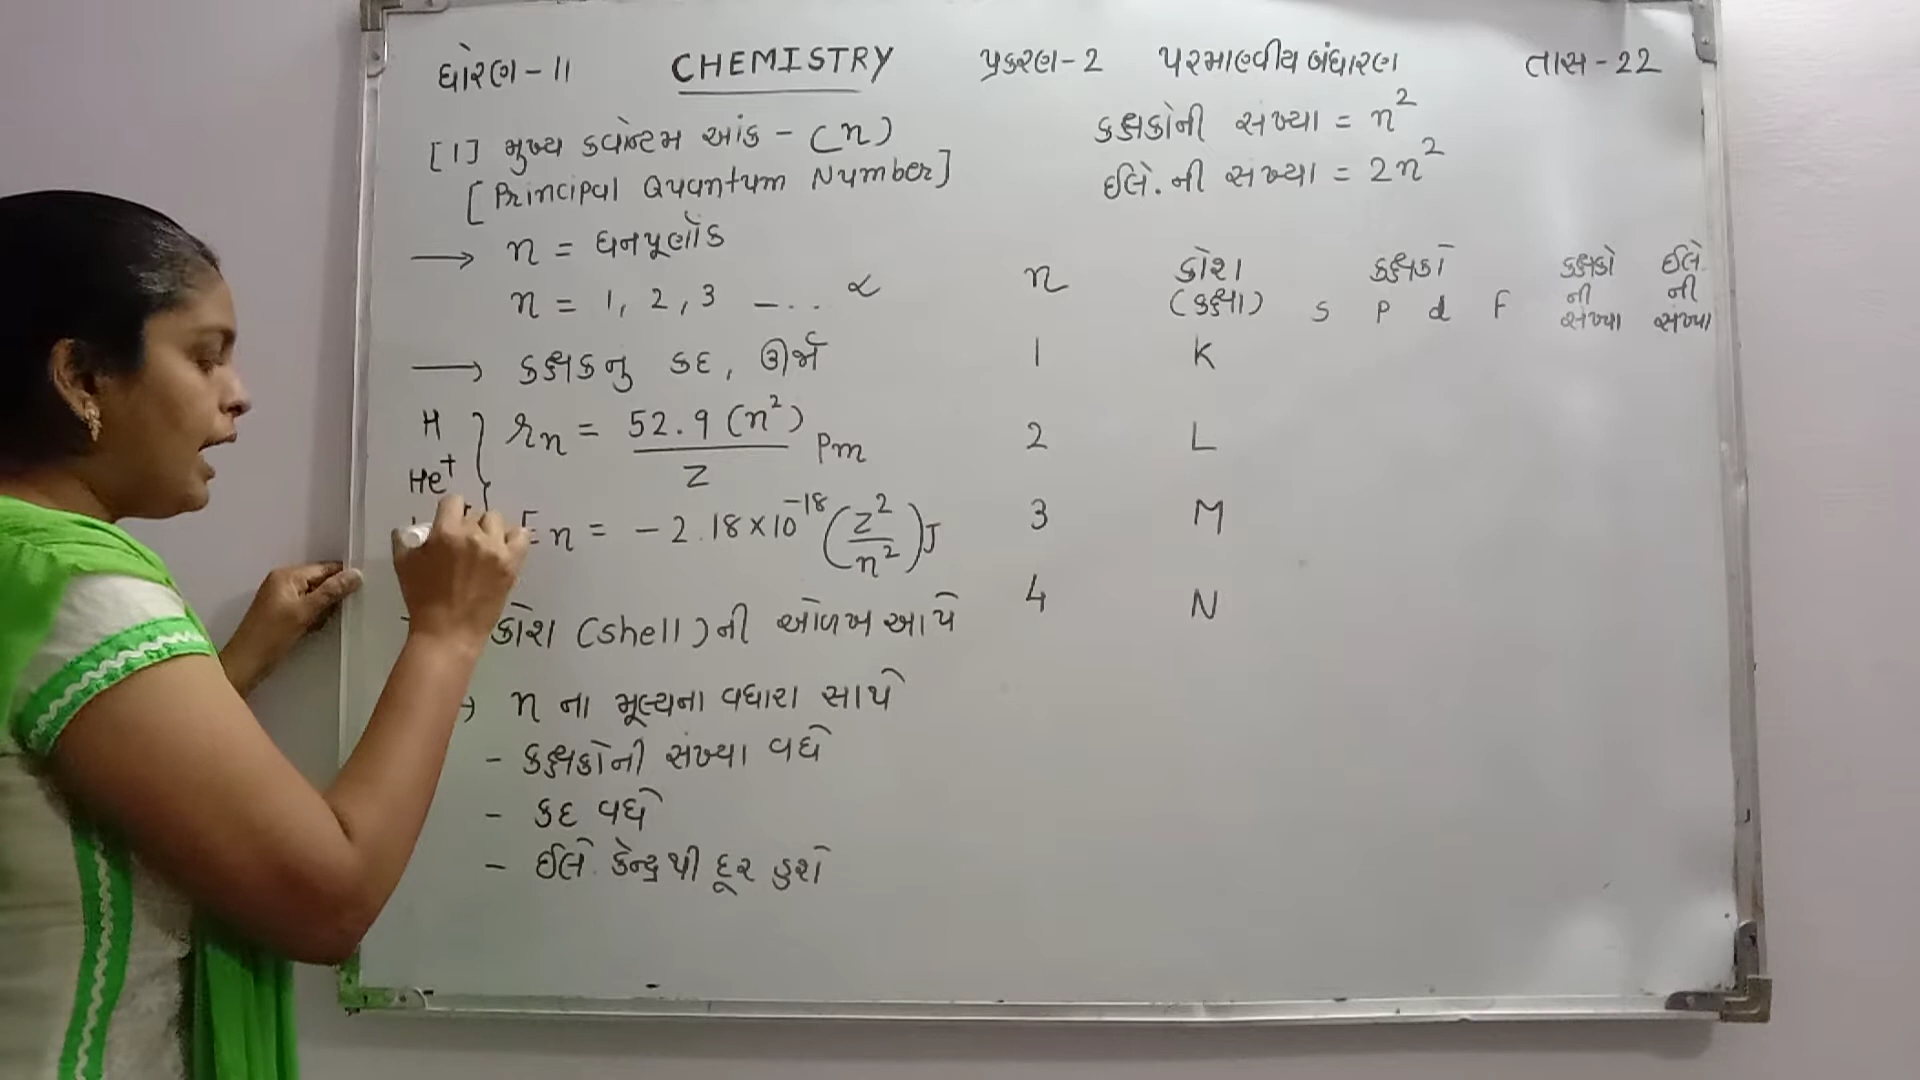 ધોરણ - 11 CHEMISTRY પ્રકરણ - 2 પરમાણ્વીય બંધારણ તાસ - 22
[1] મુખ્ય કવોન્ટમ આંક - (n)
[Principal Quantum Number]
→ n = ધનપૂર્ણાંક
n = 1, 2, 3 -... ∝
→ કક્ષકનુ કદ, ઊર્જા
H
He+
rn = 52.9 (n²) / Z Pm
En = - 2.18 × 10⁻¹⁸ (Z²/n²) J
કોશ (shell) ની ઓળખ આપે
→ n ના મૂલ્યના વધારા સાથે
- કક્ષકોની સંખ્યા વધે
- કદ વધે
- ઈલે. કેન્દ્રથી દૂર હશે
કક્ષકોની સંખ્યા = n²
ઈલે. ની સંખ્યા = 2n²
n કોશ (કક્ષા) કક્ષકો કક્ષકો ની સંખ્યા ઈલે. ની સંખ્યા
S P d F
1 K
2 L
3 M
4 N